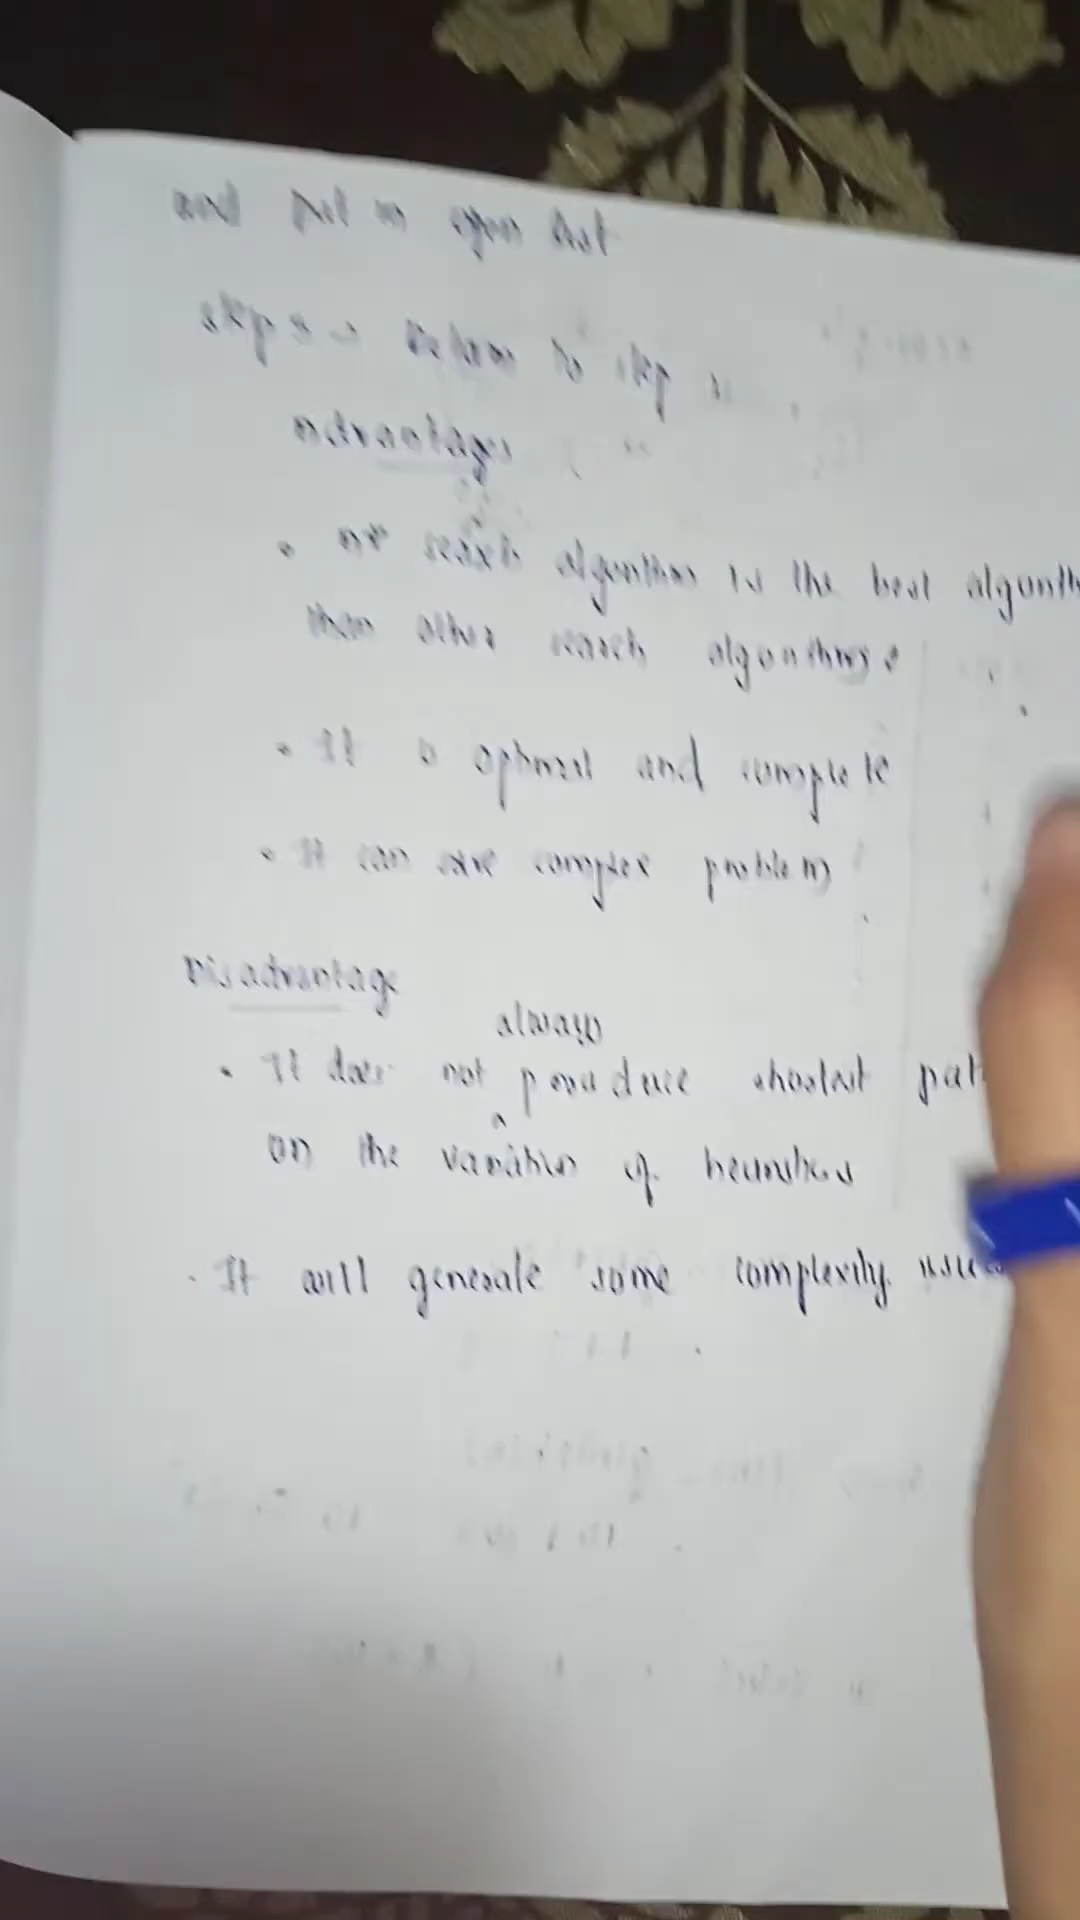 and put in open list
step 5 → Return to step
Advantages
• A* search algorithm is the best algorith
than other search algorithms.
• It is optimal and complete
• It can solve complex problems
Disadvantage
always
• It does not produce shortest pat
on the variation of heuristics
• It will generate some complexity